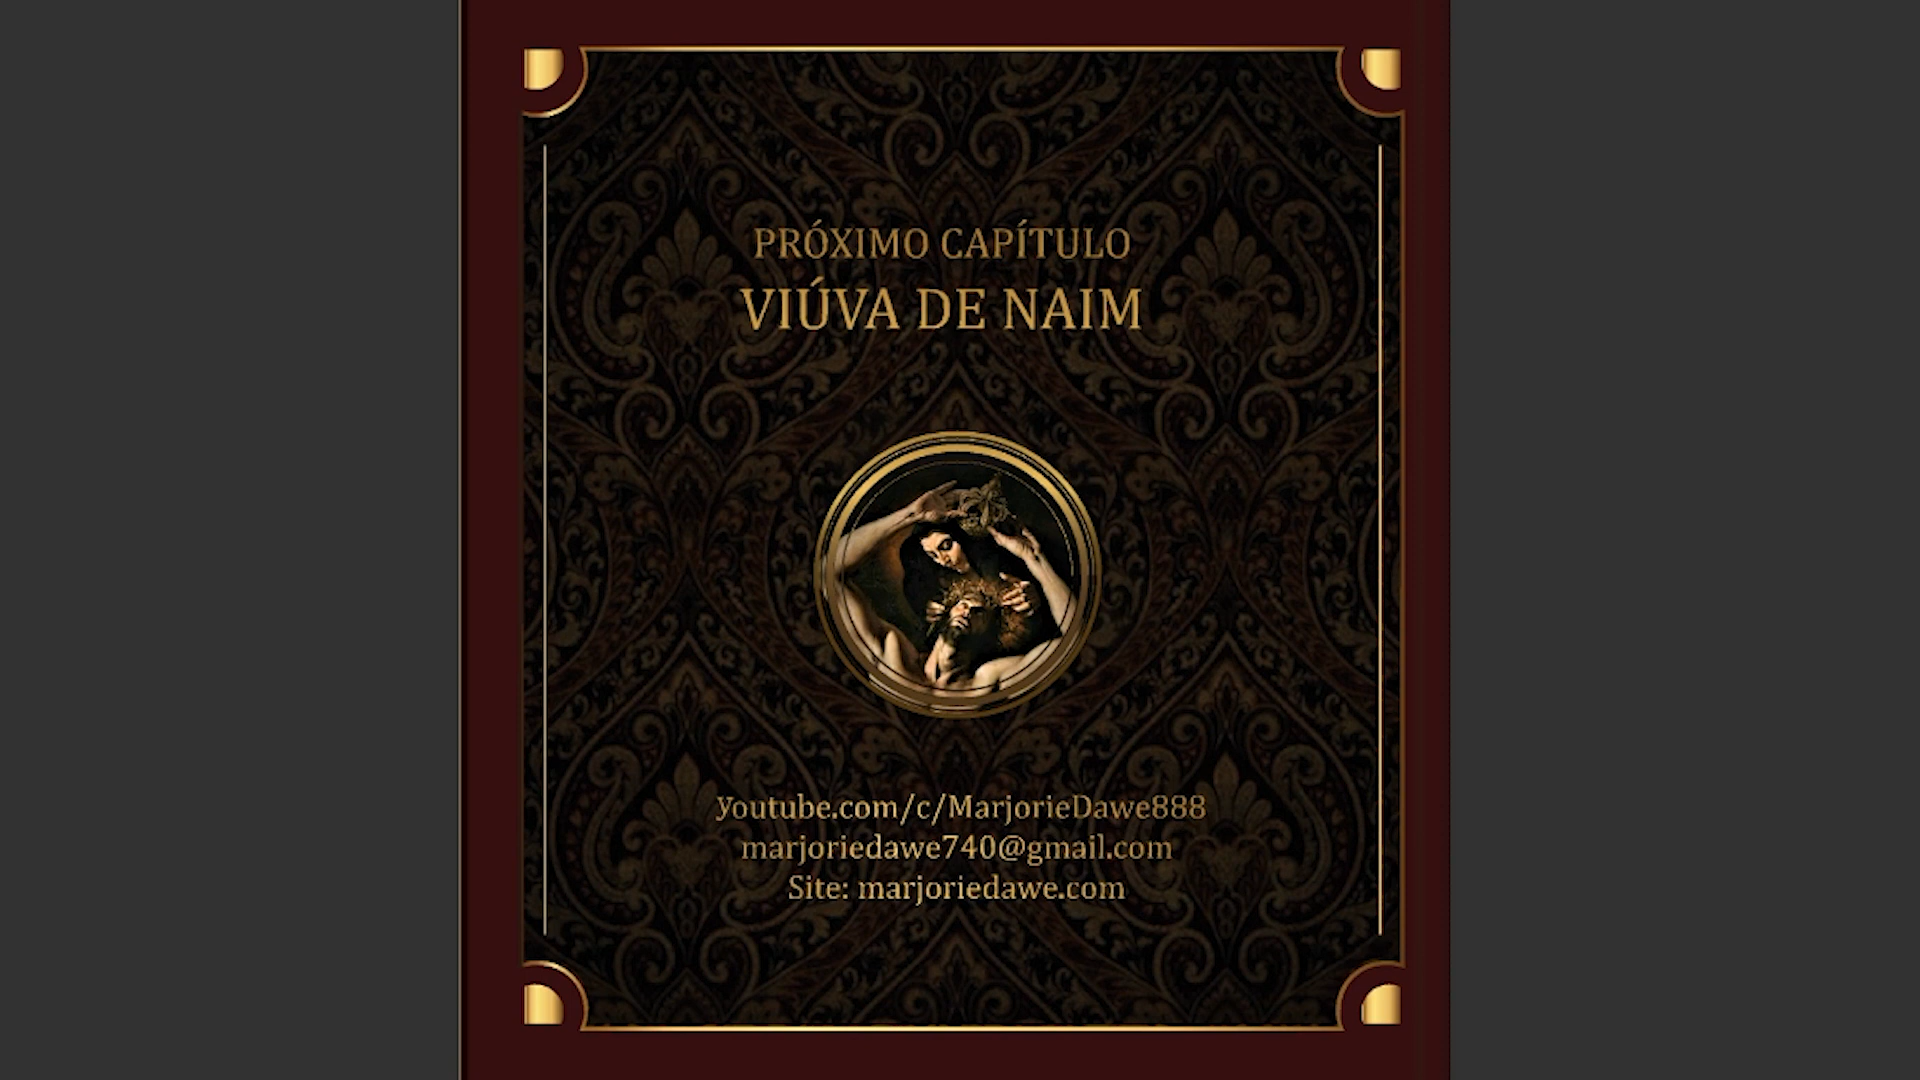 PRÓXIMO CAPÍTULO
VIÚVA DE NAIM
youtube.com/c/MarjorieDawe888
marjoriedawe740@gmail.com
Site: marjoriedawe.com